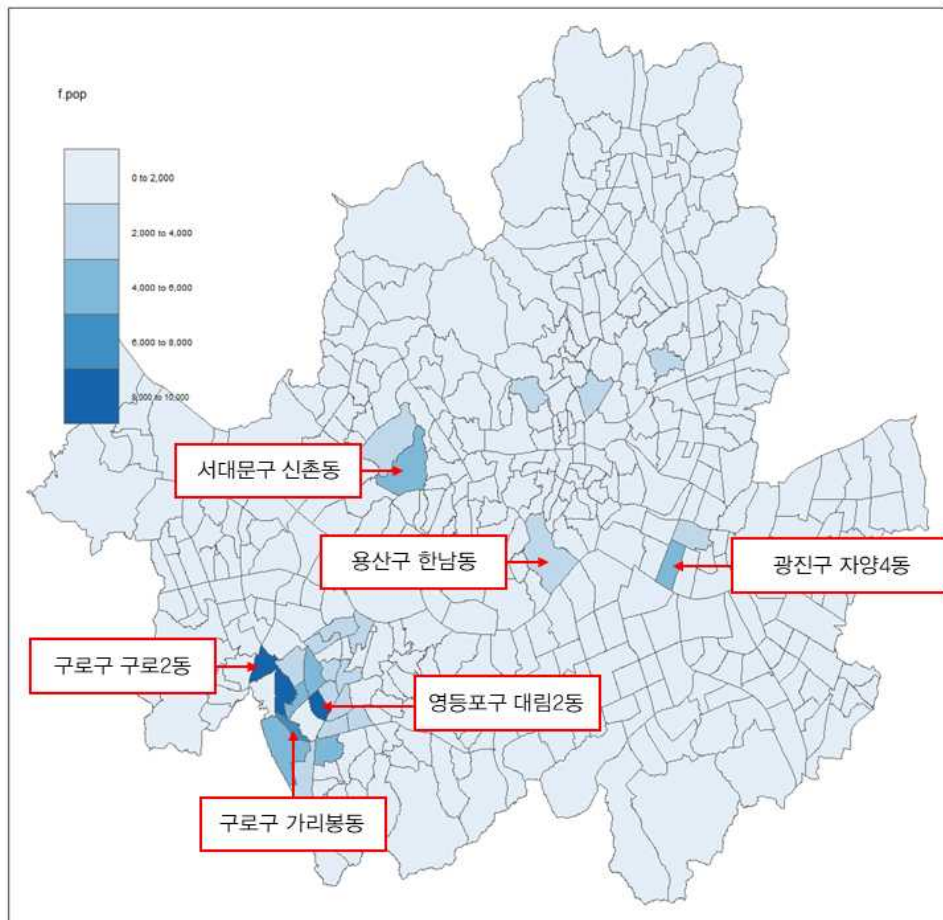 f.pop
0 to 2,000
2,000 to 4,000
4,000 to 6,000
6,000 to 8,000
8,000 to 10,000
서대문구 신촌동
용산구 한남동
광진구 자양4동
구로구 구로2동
영등포구 대림2동
구로구 가리봉동